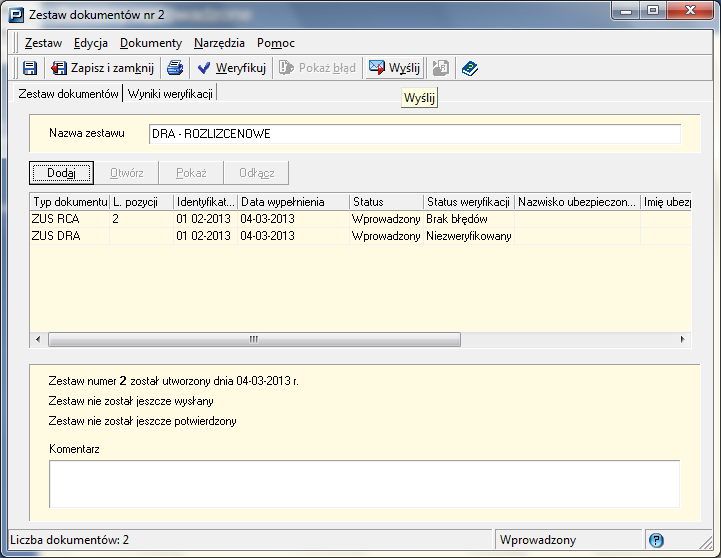 Zestaw dokumentów nr 2
Zestaw Edycja Dokumenty Narzędzia Pomoc
Zapisz i zamknij Weryfikuj Pokaż błąd Wyślij
Zestaw dokumentów Wyniki weryfikacji
Wyślij
Nazwa zestawu DRA - ROZLIZCENOWE
Dodaj Otwórz Pokaż Odłącz
Typ dokumentu L. pozycji Identyfikat... Data wypełnienia Status Status weryfikacji Nazwisko ubezpieczon... Imię ubezp
ZUS RCA 2 01 02-2013 04-03-2013 Wprowadzony Brak błędów
ZUS DRA 01 02-2013 04-03-2013 Wprowadzony Niezweryfikowany
Zestaw numer 2 został utworzony dnia 04-03-2013 r.
Zestaw nie został jeszcze wysłany
Zestaw nie został jeszcze potwierdzony
Komentarz
Liczba dokumentów: 2 Wprowadzony